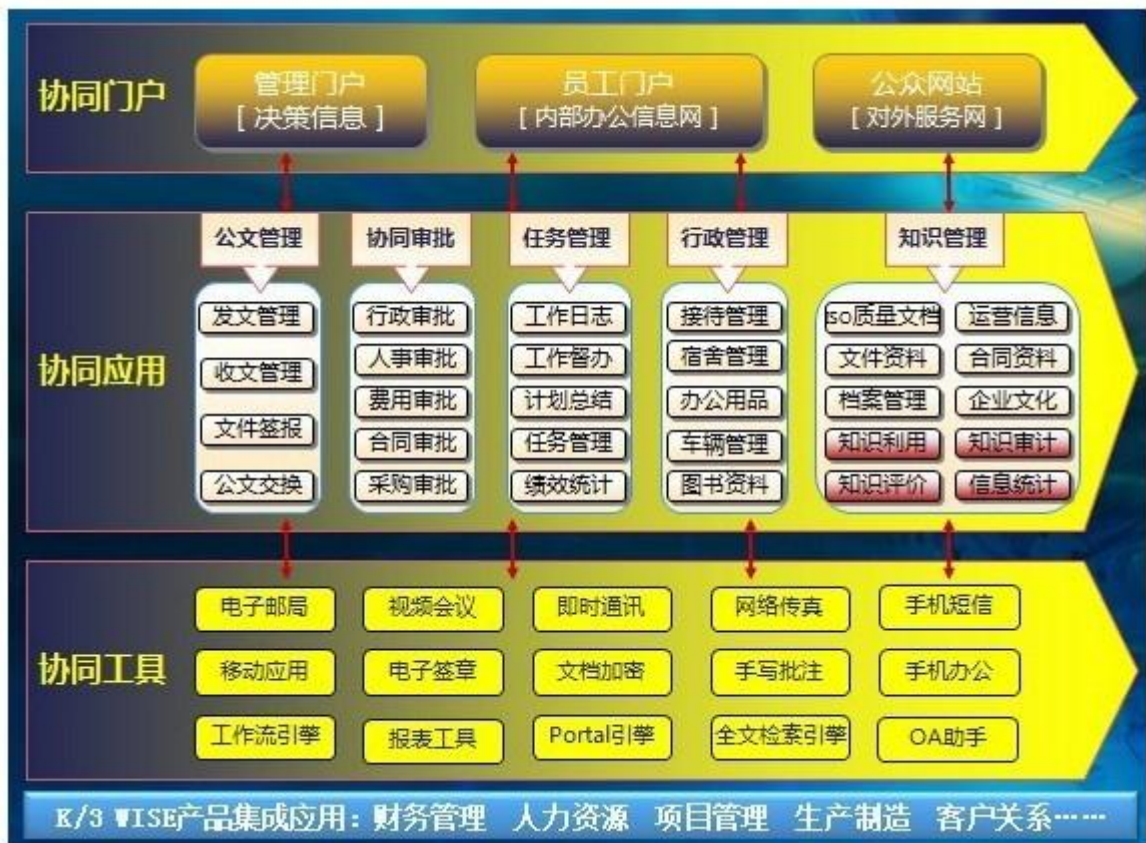 协同门户
管理门户
[ 决策信息 ]
员工门户
[ 内部办公信息网 ]
公众网站
[ 对外服务网 ]
协同应用
公文管理
发文管理
收文管理
文件签报
公文交换
协同审批
行政审批
人事审批
费用审批
合同审批
采购审批
任务管理
工作日志
工作督办
计划总结
任务管理
绩效统计
行政管理
接待管理
宿舍管理
办公用品
车辆管理
图书资料
知识管理
ISO质量文档 运营信息
文件资料 合同资料
档案管理 企业文化
知识利用 知识审计
知识评价 信息统计
协同工具
电子邮局 视频会议 即时通讯 网络传真 手机短信
移动应用 电子签章 文档加密 手写批注 手机办公
工作流引擎 报表工具 Portal引擎 全文检索引擎 OA助手
K/3 WISE产品集成应用：财务管理 人力资源 项目管理 生产制造 客户关系……